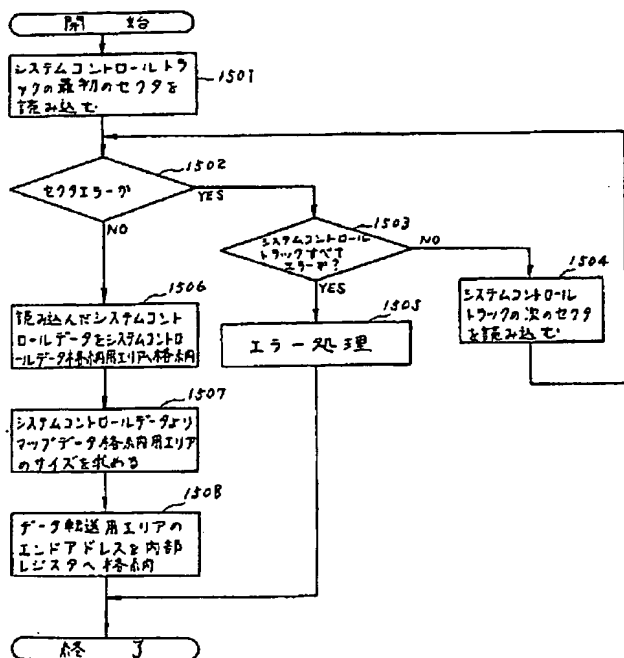 開 始
システムコントロールトラ
ックの最初のセクタを
読み込む
1501
1502
セクタエラーか
YES
NO
1503
システムコントロール
トラックすべて
エラーか?
NO
YES
1504
システムコントロール
トラックの次のセクタ
を読み込む
1505
エラー処理
1506
読み込んだシステムコント
ロールデータをシステムコントロ
ールデータ格納用エリアへ格納
1507
システムコントロールデータより
マップデータ格納用エリア
のサイズを求める
1508
データ転送用エリアの
エンドアドレスを内部
レジスタへ格納
終 了